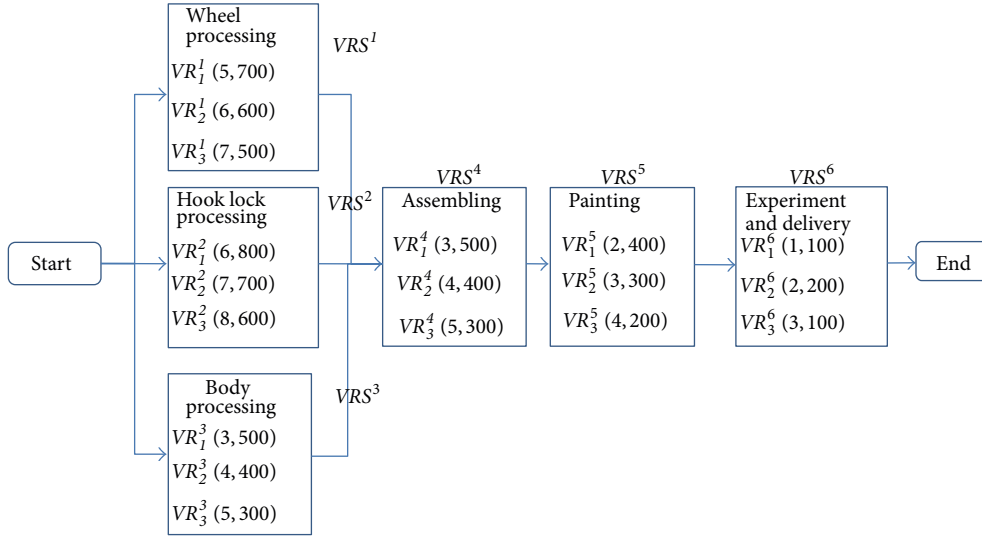 Start
Wheel
processing
VR₁¹ (5, 700)
VR₂¹ (6, 600)
VR₃¹ (7, 500)
VRS¹
Hook lock
processing
VR₁² (6, 800)
VR₂² (7, 700)
VR₃² (8, 600)
VRS²
Body
processing
VR₁³ (3, 500)
VR₂³ (4, 400)
VR₃³ (5, 300)
VRS³
VRS⁴
Assembling
VR₁⁴ (3, 500)
VR₂⁴ (4, 400)
VR₃⁴ (5, 300)
VRS⁵
Painting
VR₁⁵ (2, 400)
VR₂⁵ (3, 300)
VR₃⁵ (4, 200)
VRS⁶
Experiment
and delivery
VR₁⁶ (1, 100)
VR₂⁶ (2, 200)
VR₃⁶ (3, 100)
End